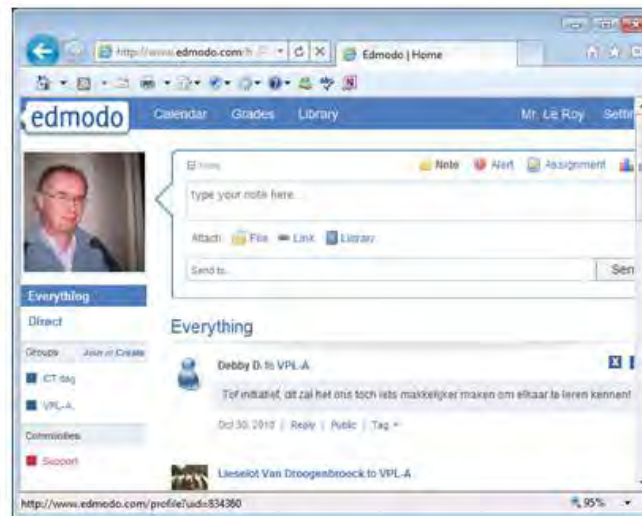 http://www.edmodo.com/h
Edmodo | Home
edmodo
Calendar Grades Library Mr. Le Roy
Note Alert Assignment
Type your note here...
Attach: File Link Library
Send to...
Everything
Direct
Groups Join or Create
ICT dag
VPL-A
Communities
Support
Everything
Debby D. to VPL-A
Tof initiatief, dit zal het ons toch iets makkelijker maken om elkaar te leren kennen!
Oct 30, 2010 | Reply | Public | Tag
Lieselot Van Droogenbroeck to VPL-A
http://www.edmodo.com/profile?uid=834360
95%